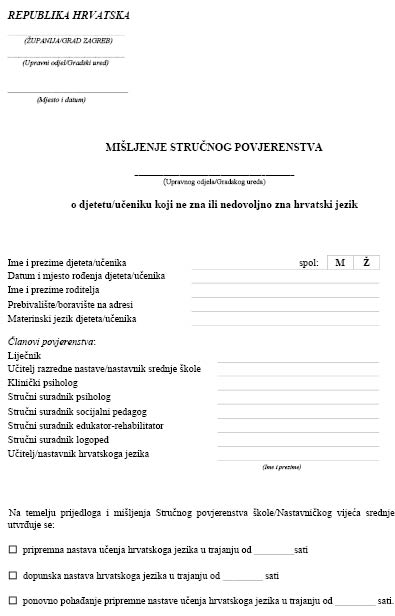 REPUBLIKA HRVATSKA
(ŽUPANIJA/GRAD ZAGREB)
(Upravni odjel/Gradski ured)
(Mjesto i datum)
MIŠLJENJE STRUČNOG POVJERENSTVA
(Upravnog odjela/Gradskog ureda)
o djetetu/učeniku koji ne zna ili nedovoljno zna hrvatski jezik
Ime i prezime djeteta/učenika spol: M Ž
Datum i mjesto rođenja djeteta/učenika
Ime i prezime roditelja
Prebivalište/boravište na adresi
Materinski jezik djeteta/učenika
Članovi povjerenstva:
Liječnik
Učitelj razredne nastave/nastavnik srednje škole
Klinički psiholog
Stručni suradnik psiholog
Stručni suradnik socijalni pedagog
Stručni suradnik edukator-rehabilitator
Stručni suradnik logoped
Učitelj/nastavnik hrvatskoga jezika
(Ime i prezime)
Na temelju prijedloga i mišljenja Stručnog povjerenstva škole/Nastavničkog vijeća srednje
utvrđuje se:
☐ pripremna nastava učenja hrvatskoga jezika u trajanju od ________sati
☐ dopunska nastava hrvatskoga jezika u trajanju od ________ sati
☐ ponovno pohađanje pripremne nastave učenja hrvatskoga jezika u trajanju od ________ sati.